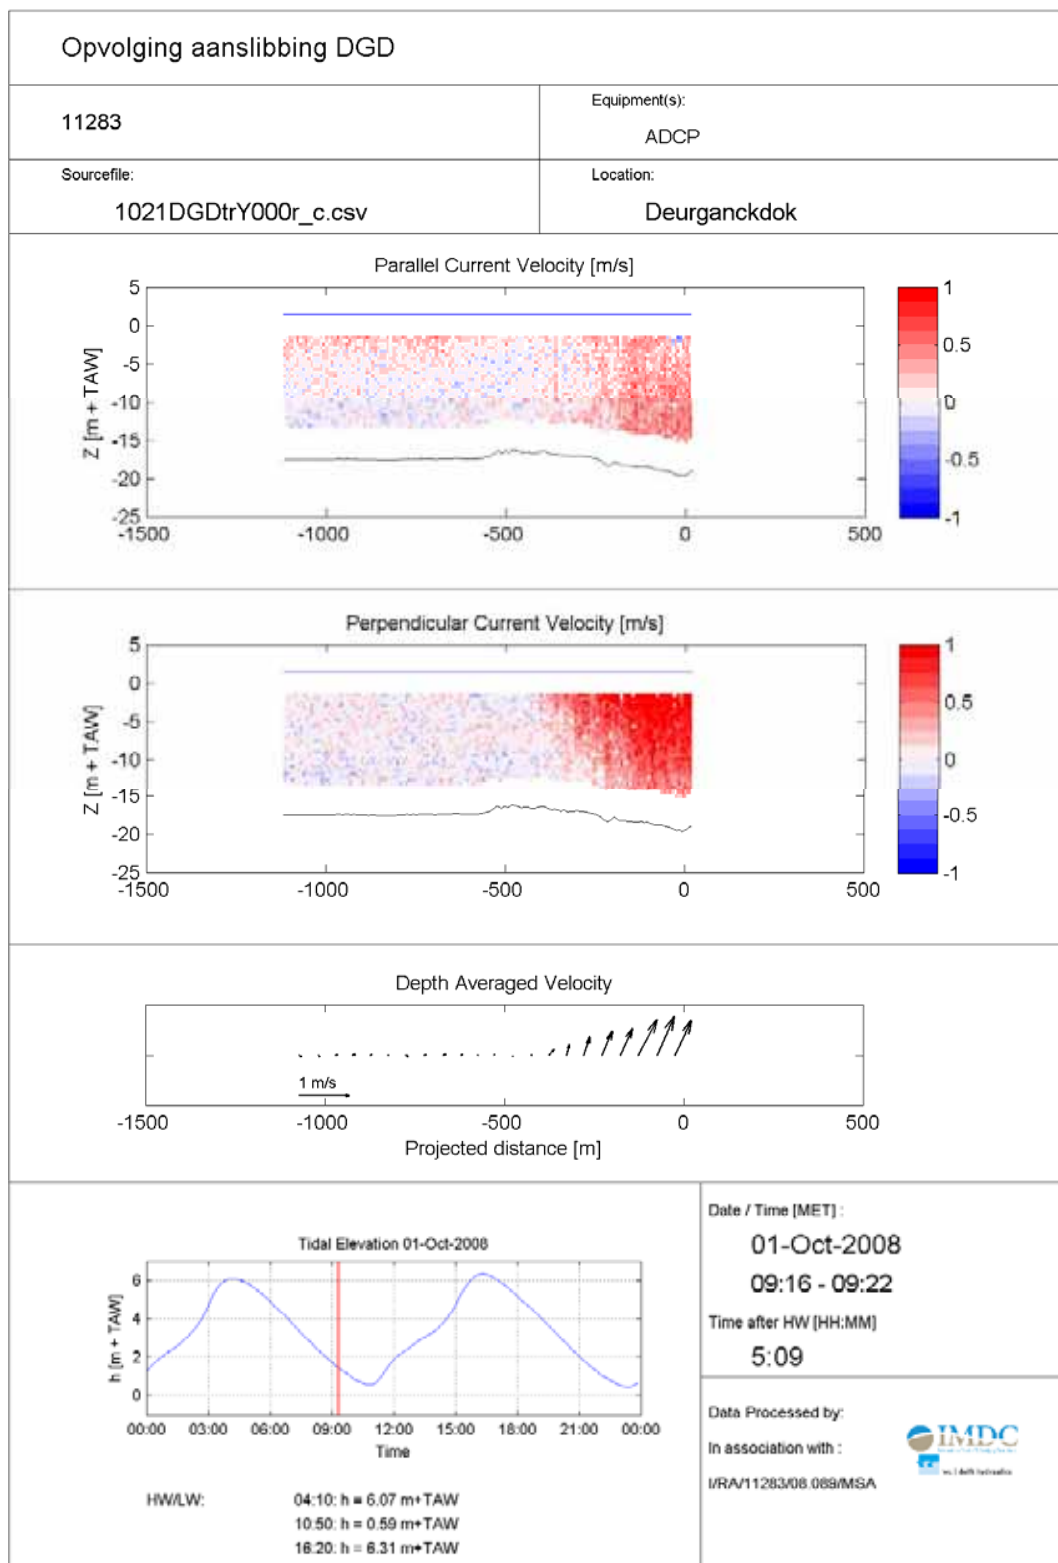 Opvolging aanslibbing DGD
11283
Equipment(s):
ADCP
Sourcefile:
1021DGDtrY000r_c.csv
Location:
Deurganckdok
Parallel Current Velocity [m/s]
Z [m + TAW]
5
0
-5
-10
-15
-20
-25
-1500
-1000
-500
0
500
1
0.5
0
-0.5
-1
Perpendicular Current Velocity [m/s]
Z [m + TAW]
5
0
-5
-10
-15
-20
-25
-1500
-1000
-500
0
500
1
0.5
0
-0.5
-1
Depth Averaged Velocity
1 m/s
-1500
-1000
-500
0
500
Projected distance [m]
Tidal Elevation 01-Oct-2008
h [m + TAW]
6
4
2
0
00:00
03:00
06:00
09:00
12:00
15:00
18:00
21:00
00:00
Time
HW/LW:
04:10: h = 6.07 m+TAW
10:50: h = 0.59 m+TAW
16:20: h = 6.31 m+TAW
Date / Time [MET] :
01-Oct-2008
09:16 - 09:22
Time after HW [HH:MM]
5:09
Data Processed by:
IMDC
In association with :
wl | delft hydraulics
I/RA/11283/08.089/MSA